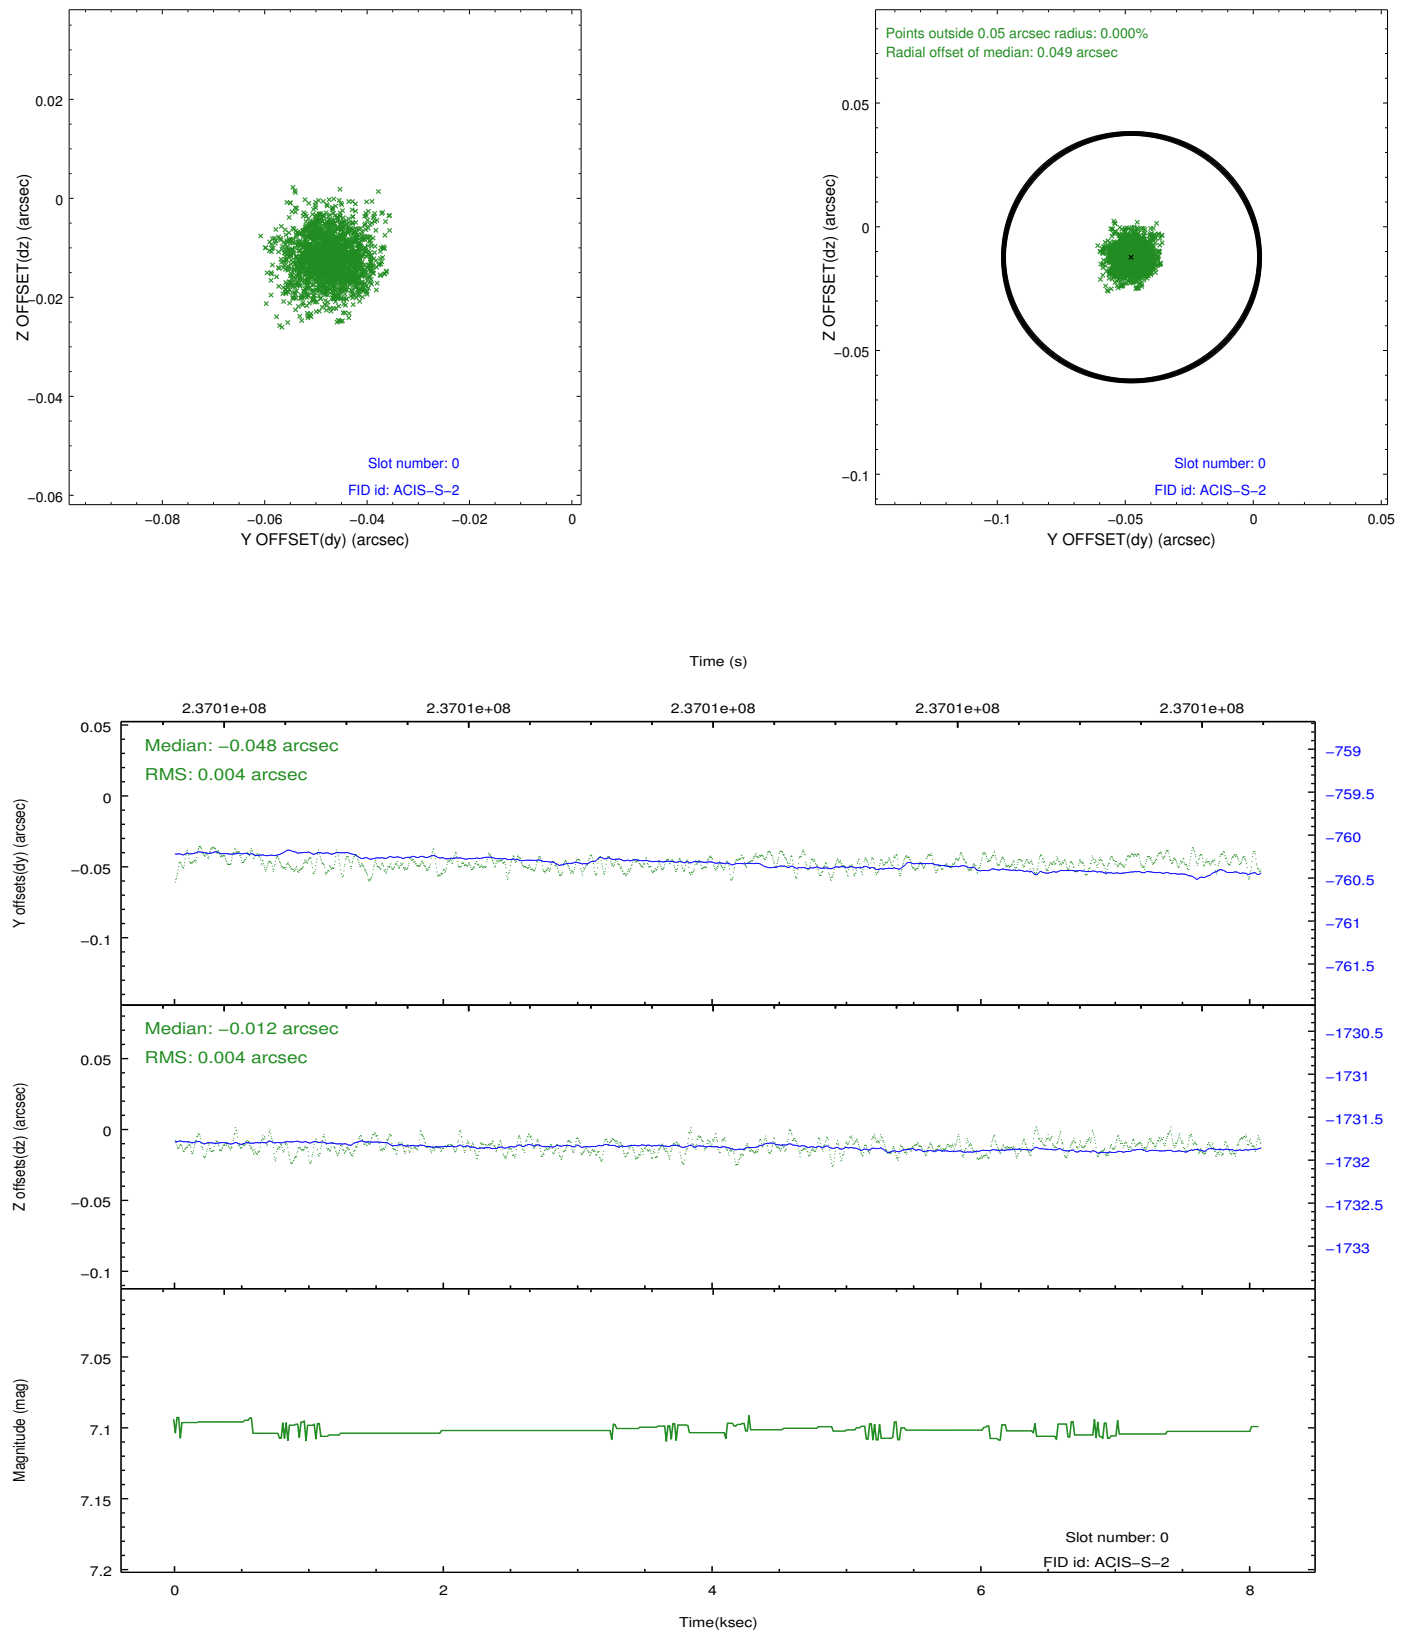 0.02
0
−0.02
−0.04
−0.06
Z OFFSET(dz) (arcsec)
Slot number: 0
FID id: ACIS−S−2
−0.08
−0.06
−0.04
−0.02
0
Y OFFSET(dy) (arcsec)
Points outside 0.05 arcsec radius: 0.000%
Radial offset of median: 0.049 arcsec
0.05
0
−0.05
−0.1
Z OFFSET(dz) (arcsec)
Slot number: 0
FID id: ACIS−S−2
−0.1
−0.05
0
0.05
Y OFFSET(dy) (arcsec)
Time (s)
2.3701e+08
2.3701e+08
2.3701e+08
2.3701e+08
2.3701e+08
Median: −0.048 arcsec
RMS: 0.004 arcsec
0.05
0
−0.05
−0.1
Y offsets(dy) (arcsec)
−759
−759.5
−760
−760.5
−761
−761.5
Median: −0.012 arcsec
RMS: 0.004 arcsec
0.05
0
−0.05
−0.1
Z offsets(dz) (arcsec)
−1730.5
−1731
−1731.5
−1732
−1732.5
−1733
7.05
7.1
7.15
7.2
Magnitude (mag)
Slot number: 0
FID id: ACIS−S−2
0
2
4
6
8
Time(ksec)